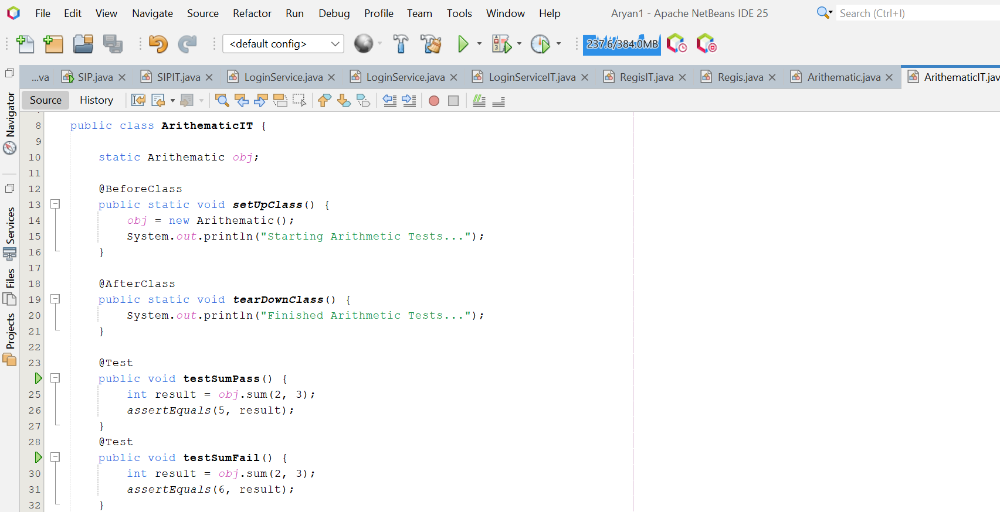 File Edit View Navigate Source Refactor Run Debug Profile Team Tools Window Help Aryan1 - Apache NetBeans IDE 25 Search (Ctrl+I)
<default config> 237.6/384.0MB
...va SIP.java SIPIT.java LoginService.java LoginService.java LoginServiceIT.java RegisIT.java Regis.java Arithematic.java ArithematicIT.jav
Source History
Navigator
Services
Files
Projects
8 public class ArithematicIT {
9
10 static Arithematic obj;
11
12 @BeforeClass
13 public static void setUpClass() {
14 obj = new Arithematic();
15 System.out.println("Starting Arithmetic Tests...");
16 }
17
18 @AfterClass
19 public static void tearDownClass() {
20 System.out.println("Finished Arithmetic Tests...");
21 }
22
23 @Test
public void testSumPass() {
25 int result = obj.sum(2, 3);
26 assertEquals(5, result);
27 }
28 @Test
public void testSumFail() {
30 int result = obj.sum(2, 3);
31 assertEquals(6, result);
32 }